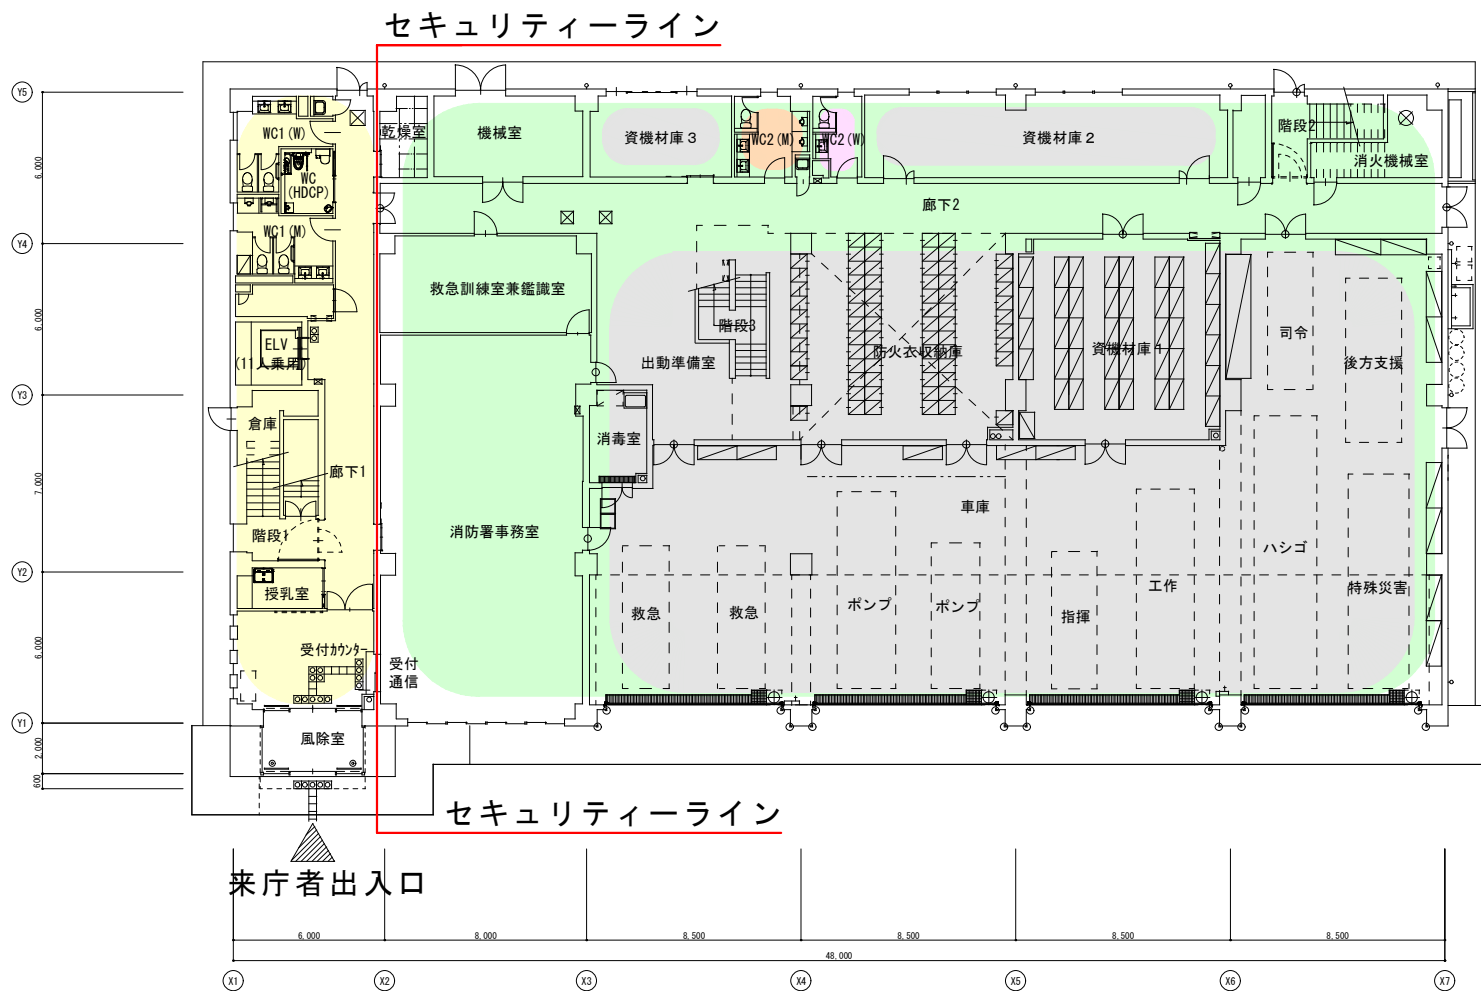 セキュリティーライン
Y5
WC1(W)
乾燥室
機械室
資機材庫3
WC2(M)
WC2(W)
資機材庫2
階段2
消火機械室
6,000
WC
(HDCP)
廊下2
WC1(M)
Y4
救急訓練室兼鑑識室
6,000
ELV
(11人乗用)
階段3
出動準備室
防火衣収納庫
資機材庫1
司令
後方支援
Y3
倉庫
消毒室
廊下1
7,000
車庫
階段1
消防署事務室
ハシゴ
Y2
授乳室
救急
救急
ポンプ
ポンプ
指揮
工作
特殊災害
6,000
受付カウンター
受付
通信
Y1
風除室
2,000
600
セキュリティーライン
来庁者出入口
6,000
8,000
8,500
8,500
8,500
8,500
48,000
X1
X2
X3
X4
X5
X6
X7